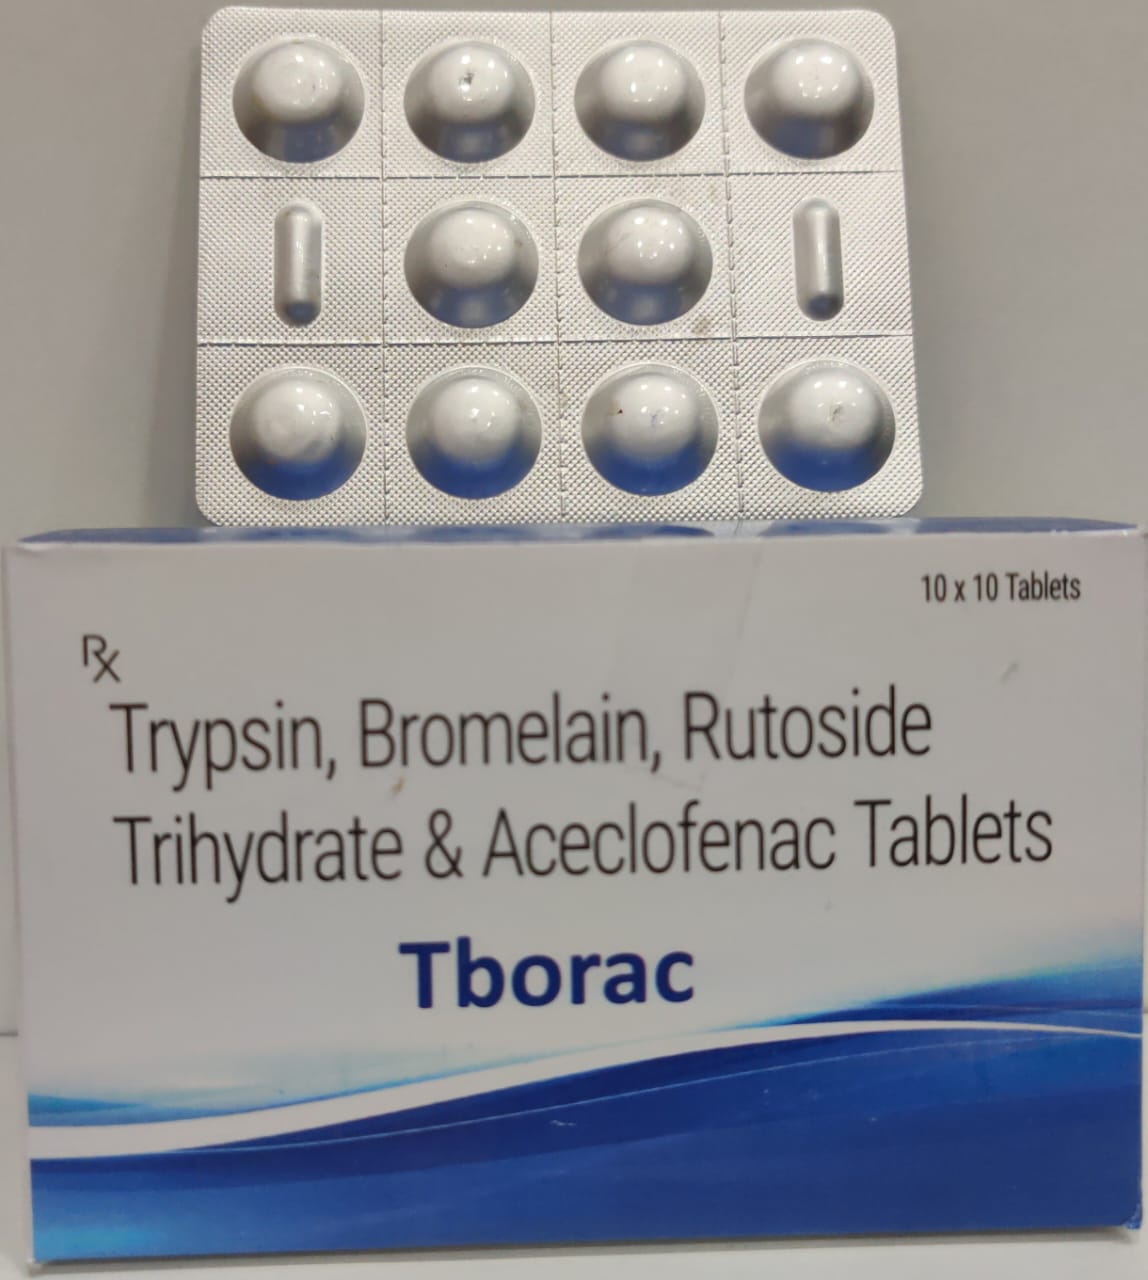 10 x 10 Tablets
Rx
Trypsin, Bromelain, Rutoside
Trihydrate & Aceclofenac Tablets
Tborac